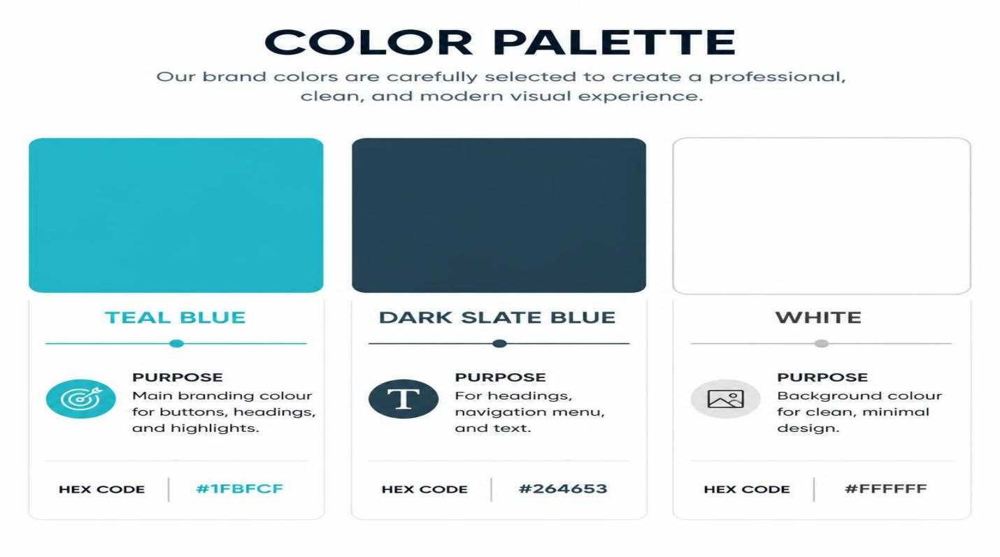 COLOR PALETTE
Our brand colors are carefully selected to create a professional,
clean, and modern visual experience.
TEAL BLUE
PURPOSE
Main branding colour
for buttons, headings,
and highlights.
HEX CODE
#1FBFCF
DARK SLATE BLUE
T
PURPOSE
For headings,
navigation menu,
and text.
HEX CODE
#264653
WHITE
PURPOSE
Background colour
for clean, minimal
design.
HEX CODE
#FFFFFF